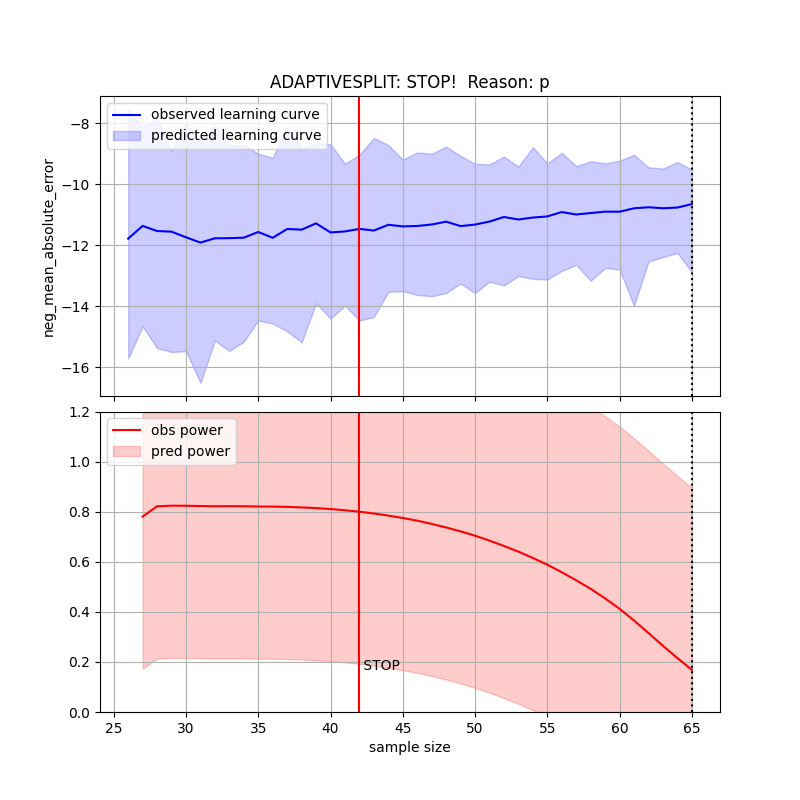 ADAPTIVESPLIT: STOP!  Reason: p
observed learning curve
predicted learning curve
neg_mean_absolute_error
−8
−10
−12
−14
−16
obs power
pred power
1.2
1.0
0.8
0.6
0.4
0.2
0.0
STOP
25 30 35 40 45 50 55 60 65
sample size